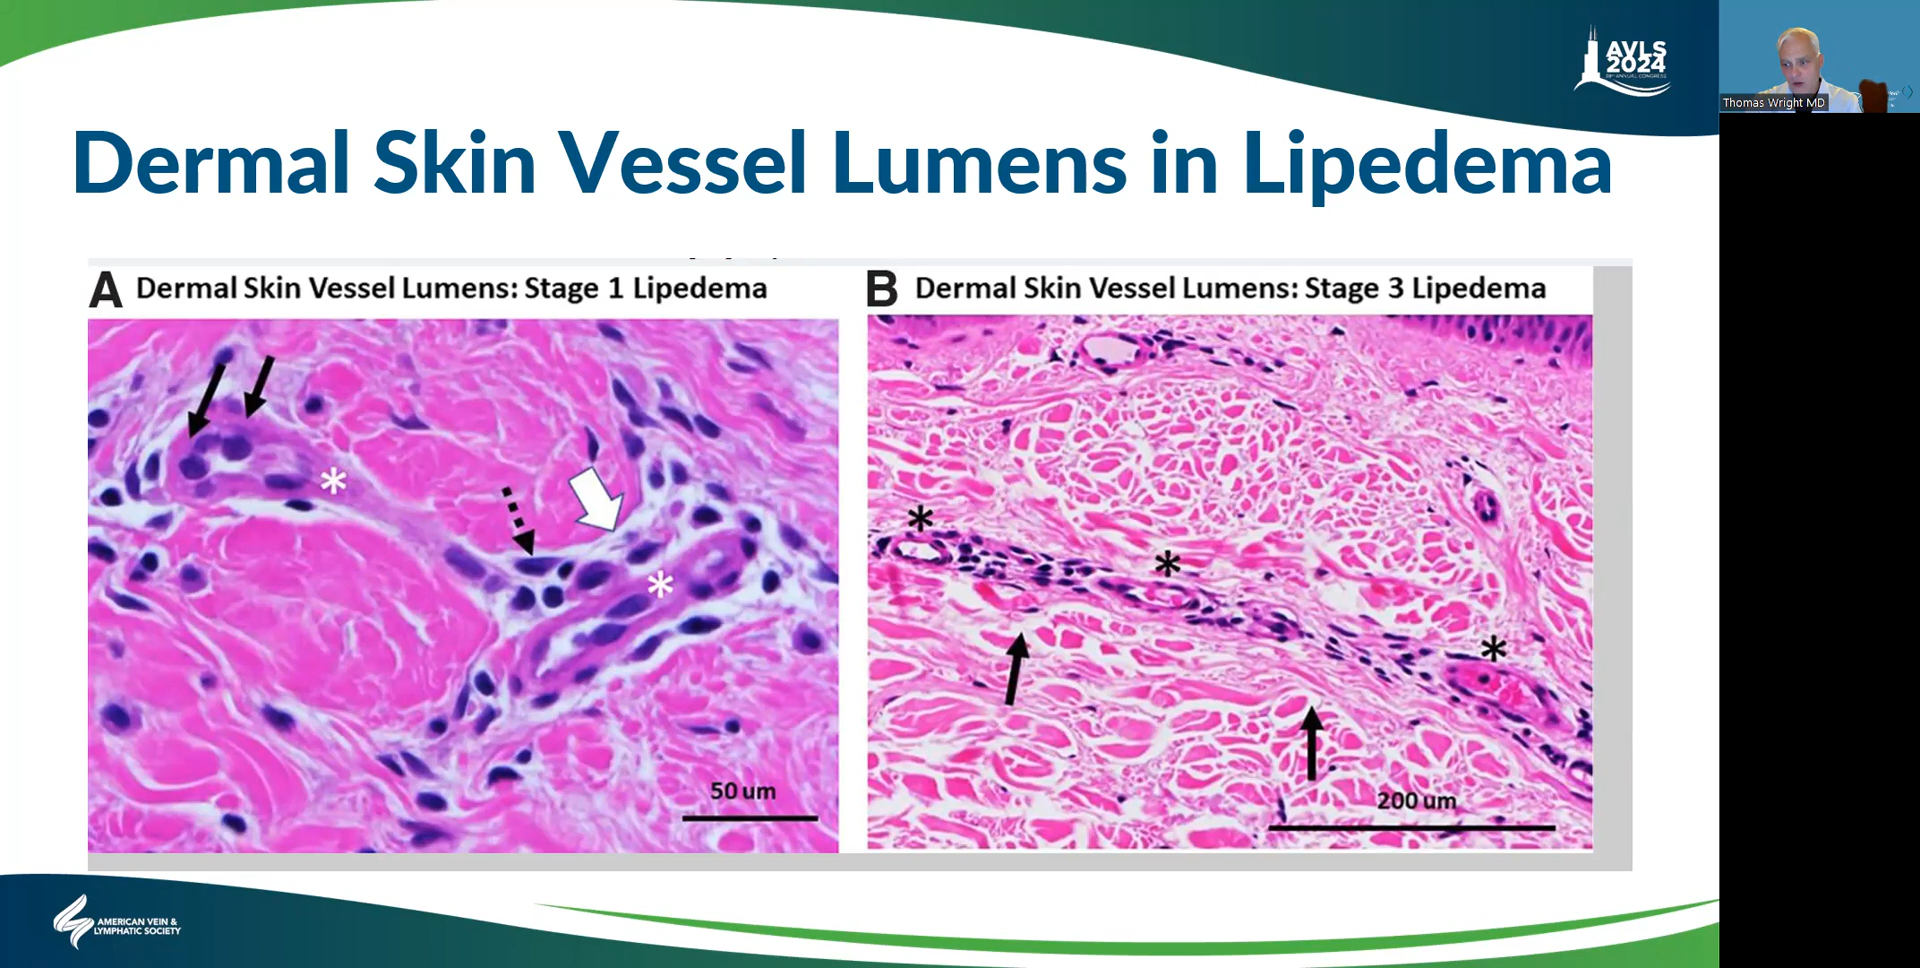 AVLS
2024
Thomas Wright MD
Dermal Skin Vessel Lumens in Lipedema
A Dermal Skin Vessel Lumens: Stage 1 Lipedema
B Dermal Skin Vessel Lumens: Stage 3 Lipedema
*
*
*
*
*
50 um
200 um
AMERICAN VEIN &
LYMPHATIC SOCIETY